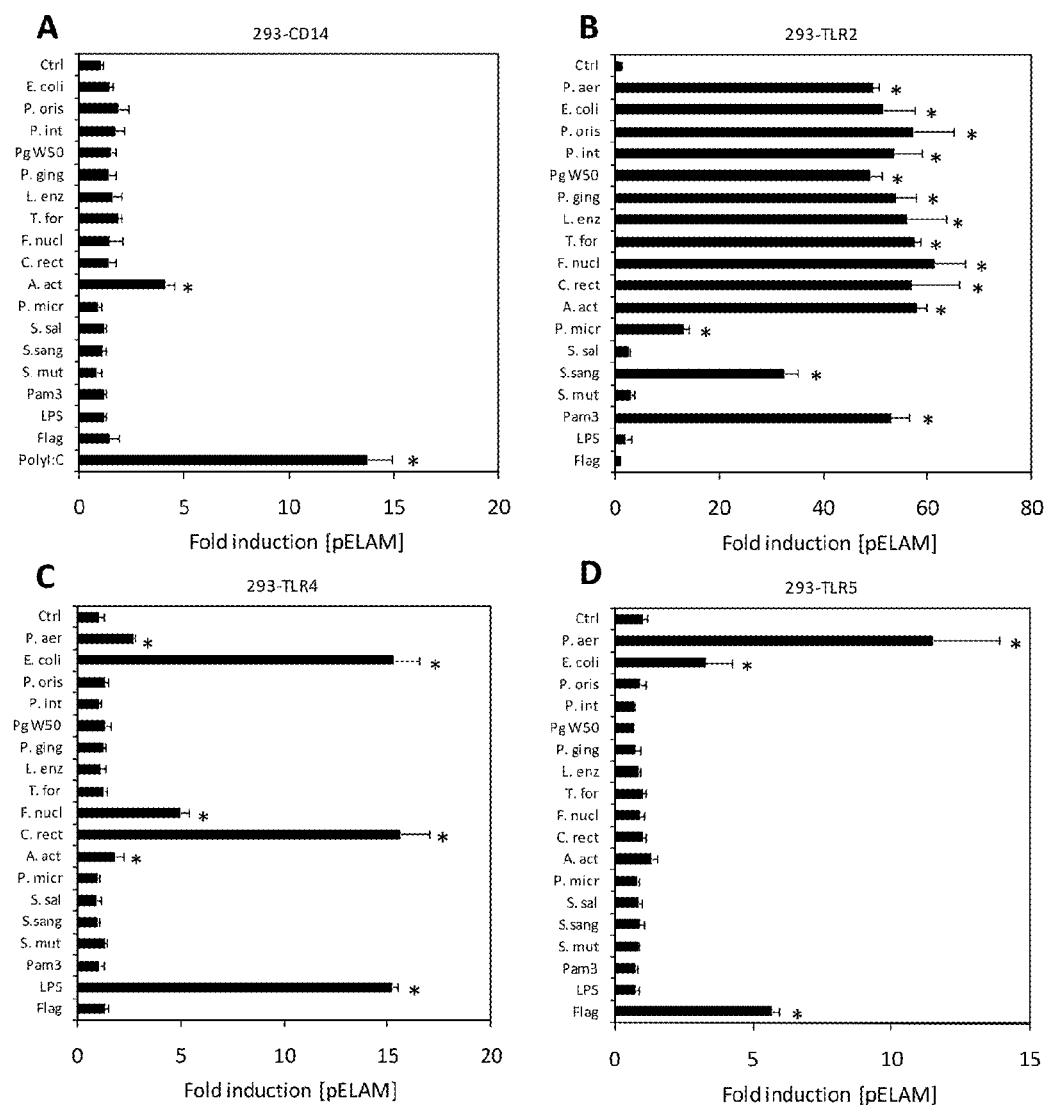 A
293-CD14
Ctrl
E. coli
P. oris
P. int
Pg W50
P. ging
L. enz
T. for
F. nucl
C. rect
A. act
*
P. micr
S. sal
S.sang
S. mut
Pam3
LPS
Flag
PolyI:C
*
0 5 10 15 20
Fold induction [pELAM]
B
293-TLR2
Ctrl
P. aer
*
E. coli
*
P. oris
*
P. int
*
Pg W50
*
P. ging
*
L. enz
*
T. for
*
F. nucl
*
C. rect
*
A. act
*
P. micr
*
S. sal
S.sang
*
S. mut
Pam3
*
LPS
Flag
0 20 40 60 80
Fold induction [pELAM]
C
293-TLR4
Ctrl
P. aer
*
E. coli
*
P. oris
P. int
Pg W50
P. ging
L. enz
T. for
F. nucl
*
C. rect
*
A. act
*
P. micr
S. sal
S.sang
S. mut
Pam3
LPS
*
Flag
0 5 10 15 20
Fold induction [pELAM]
D
293-TLR5
Ctrl
P. aer
*
E. coli
*
P. oris
P. int
Pg W50
P. ging
L. enz
T. for
F. nucl
C. rect
A. act
P. micr
S. sal
S.sang
S. mut
Pam3
LPS
Flag
*
0 5 10 15
Fold induction [pELAM]